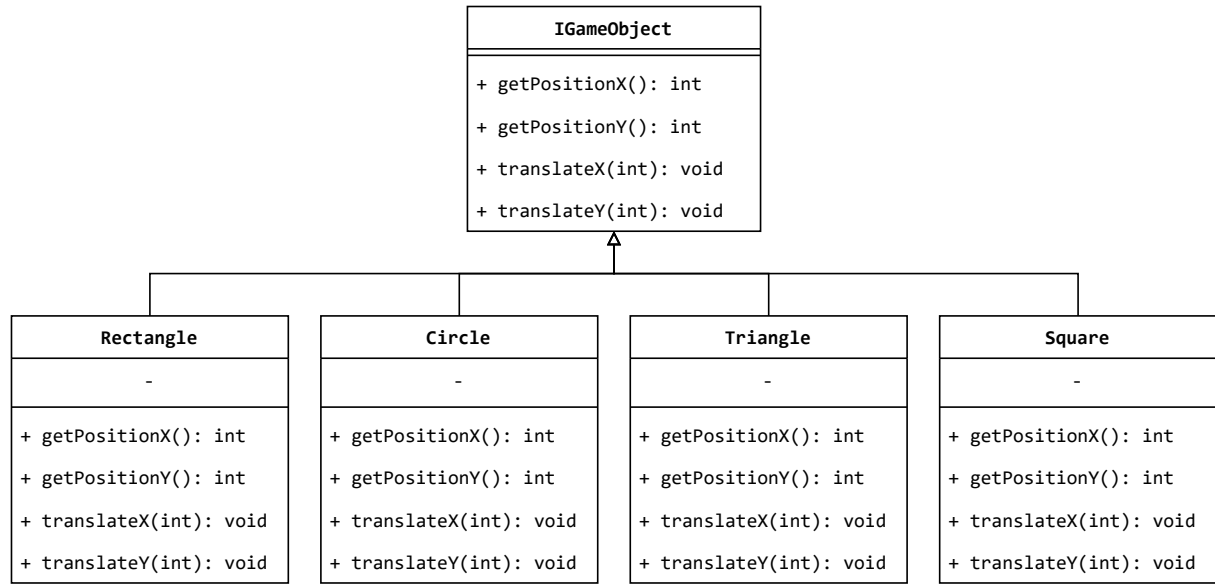 IGameObject
+ getPositionX(): int
+ getPositionY(): int
+ translateX(int): void
+ translateY(int): void
Rectangle
-
+ getPositionX(): int
+ getPositionY(): int
+ translateX(int): void
+ translateY(int): void
Circle
-
+ getPositionX(): int
+ getPositionY(): int
+ translateX(int): void
+ translateY(int): void
Triangle
-
+ getPositionX(): int
+ getPositionY(): int
+ translateX(int): void
+ translateY(int): void
Square
-
+ getPositionX(): int
+ getPositionY(): int
+ translateX(int): void
+ translateY(int): void